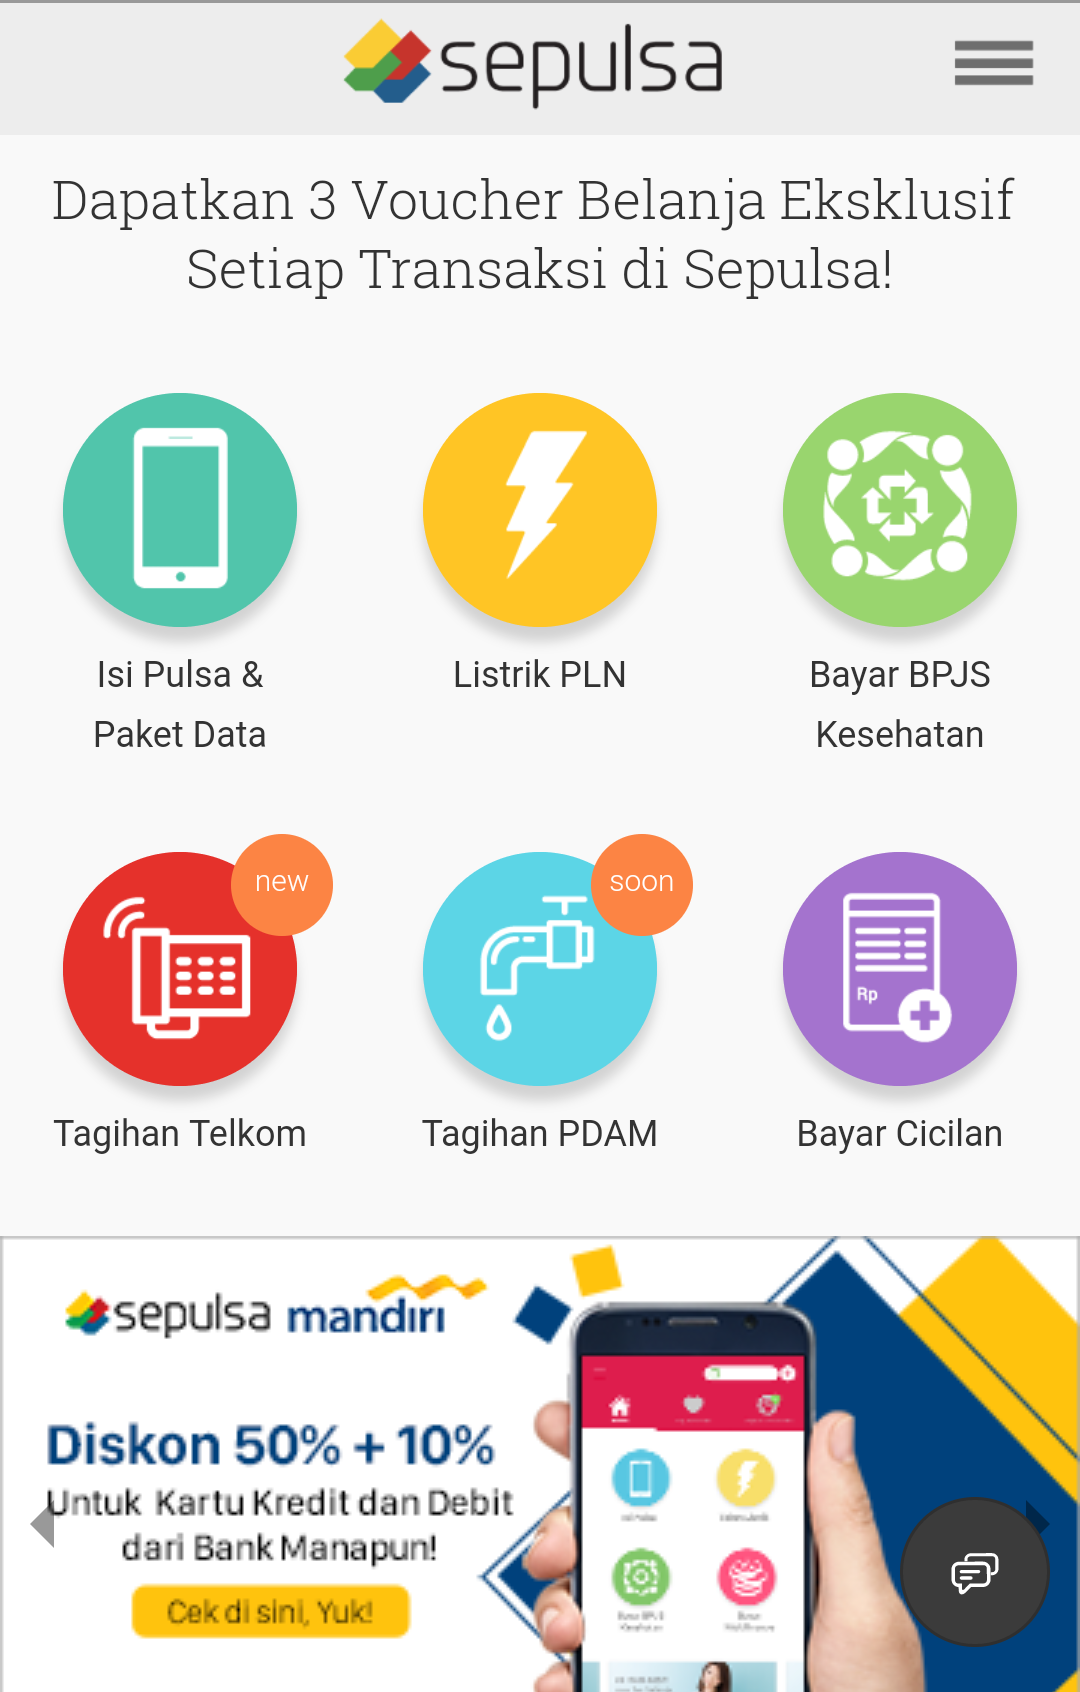 sepulsa
Dapatkan 3 Voucher Belanja Eksklusif
Setiap Transaksi di Sepulsa!
Isi Pulsa &
Paket Data
Listrik PLN
Bayar BPJS
Kesehatan
new
soon
Rp
Tagihan Telkom
Tagihan PDAM
Bayar Cicilan
sepulsa mandiri
Diskon 50% + 10%
Untuk Kartu Kredit dan Debit
dari Bank Manapun!
Cek di sini, Yuk!